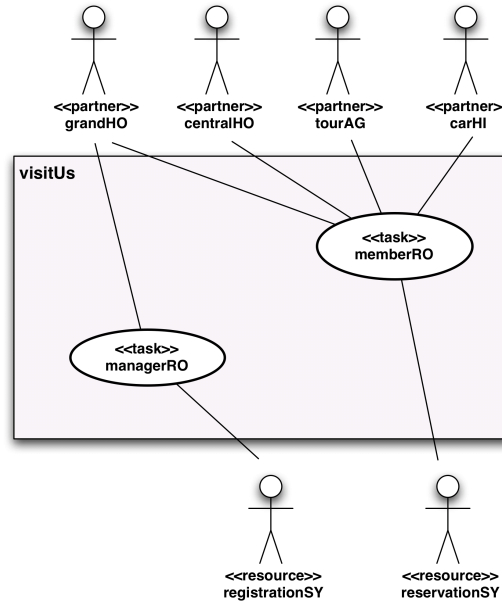 <<partner>> <<partner>> <<partner>> <<partner>>
grandHO centralHO tourAG carHI
visitUs
<<task>>
memberRO
<<task>>
managerRO
<<resource>> <<resource>>
registrationSY reservationSY